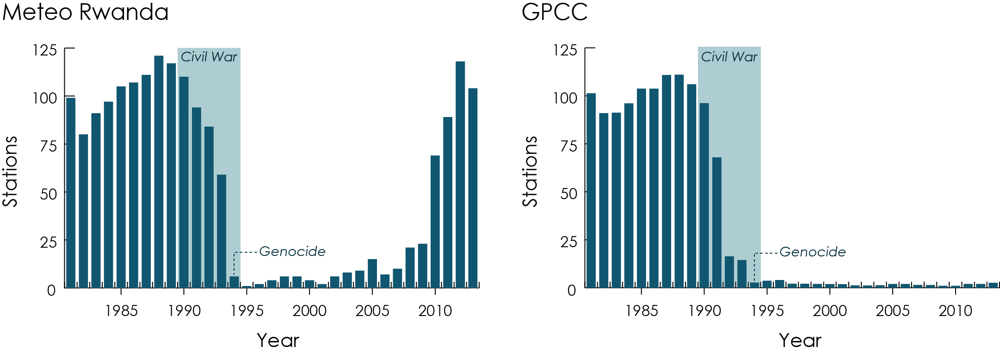 Meteo Rwanda
125
100
75
50
25
0
Stations
Civil War
Genocide
1985 1990 1995 2000 2005 2010
Year
GPCC
125
100
75
50
25
0
Stations
Civil War
Genocide
1985 1990 1995 2000 2005 2010
Year